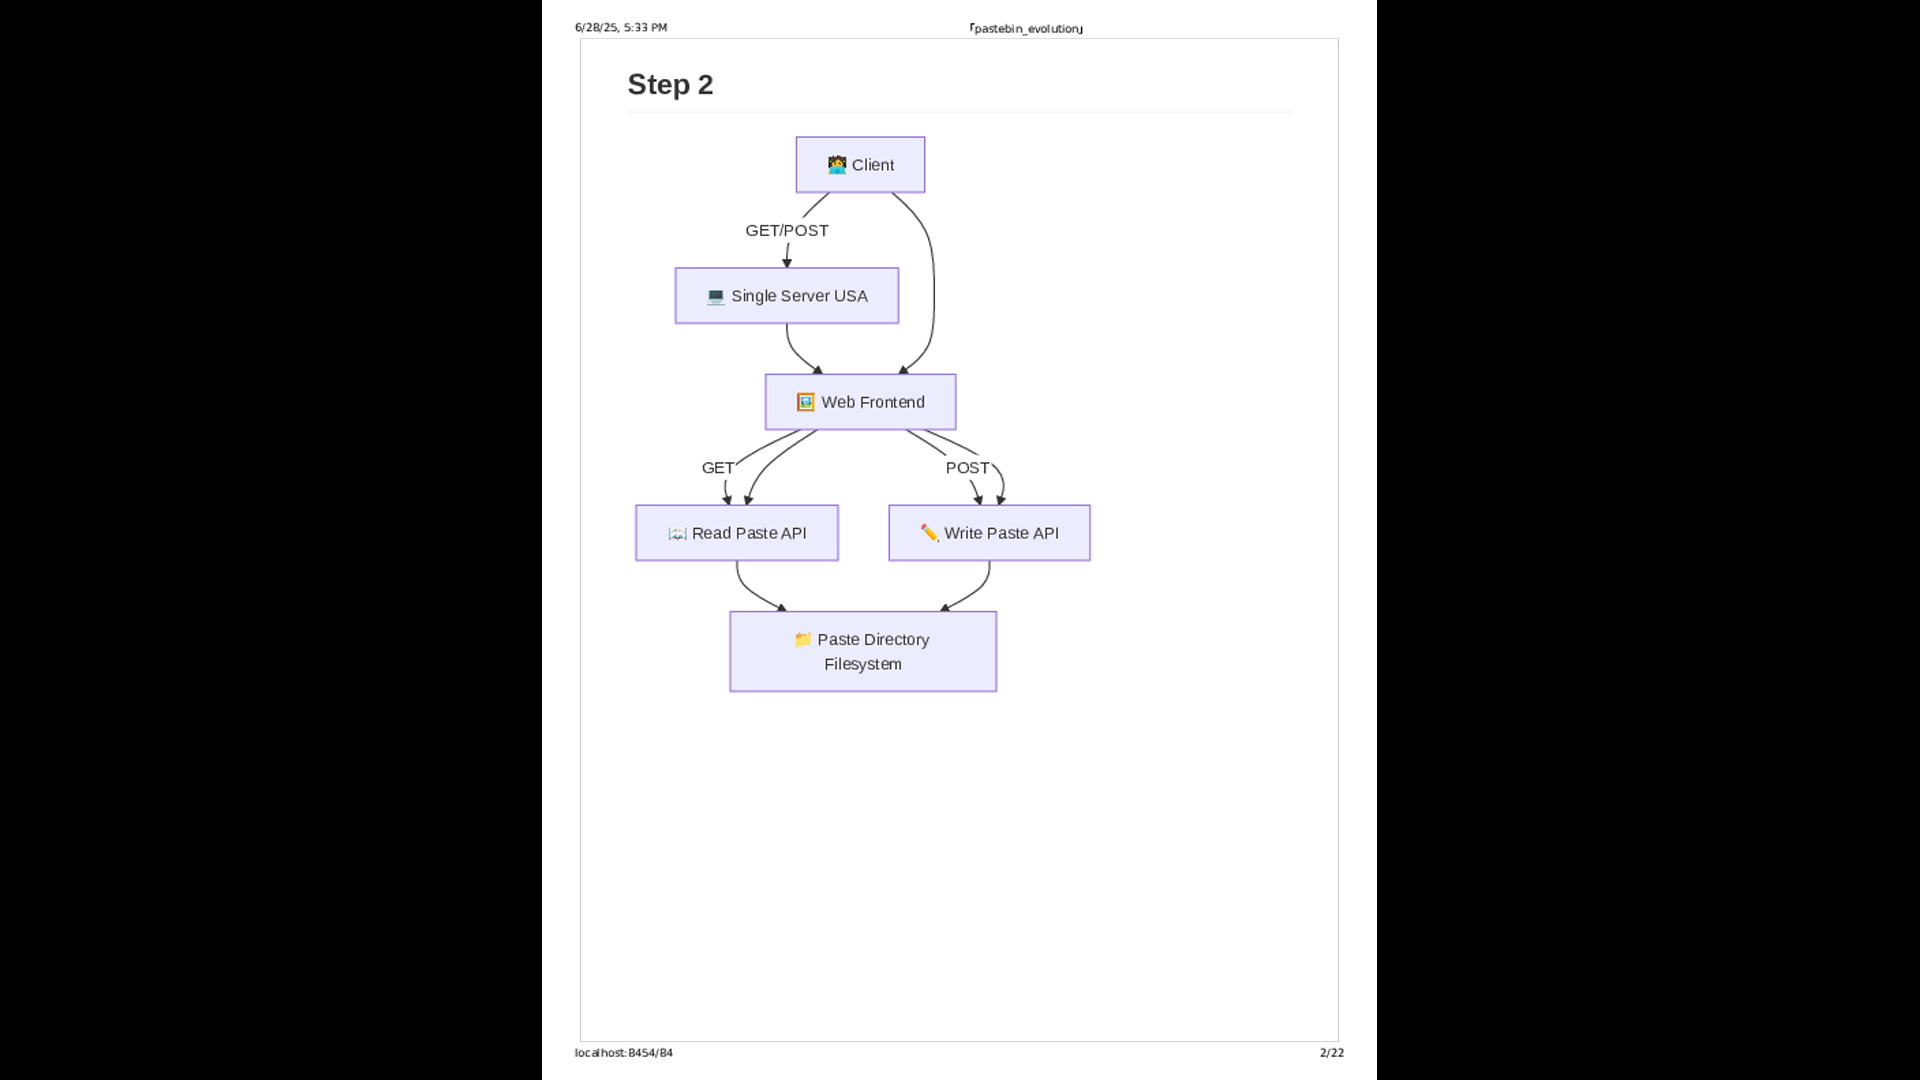 6/28/25, 5:33 PM
「pastebin_evolution」
Step 2
Client
GET/POST
Single Server USA
Web Frontend
GET
POST
Read Paste API
Write Paste API
Paste Directory
Filesystem
localhost:8454/84
2/22